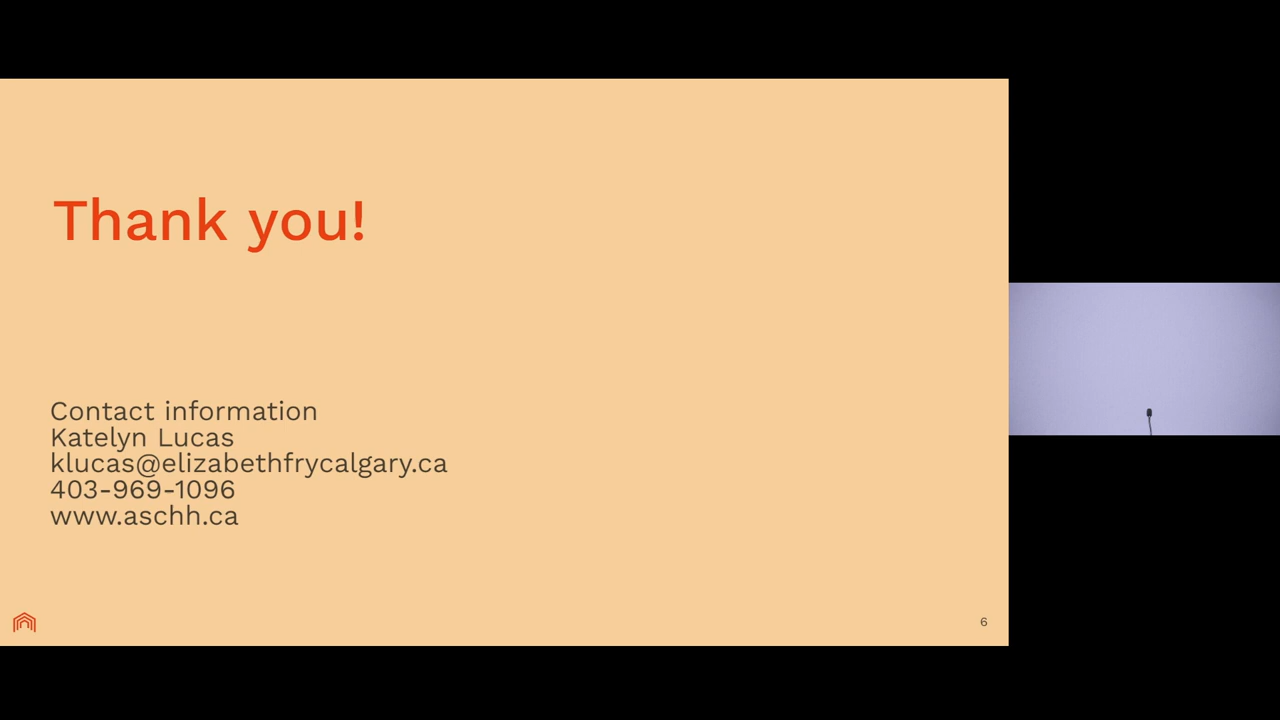 Thank you!
Contact information
Katelyn Lucas
klucas@elizabethfrycalgary.ca
403-969-1096
www.aschh.ca
6